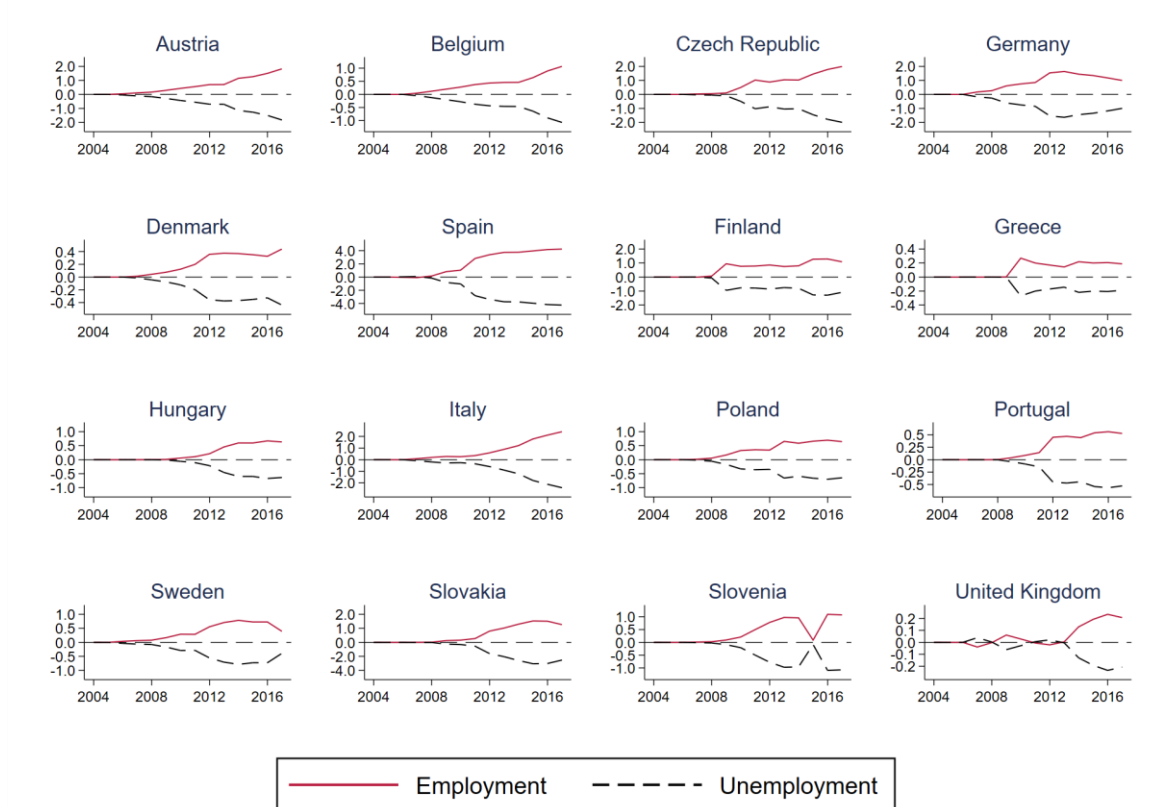 Austria Belgium Czech Republic Germany
2.0 1.0 2.0 2.0
1.0 0.5 1.0 1.0
0.0 0.0 0.0 0.0
-1.0 -0.5 -1.0 -1.0
-2.0 -1.0 -2.0 -2.0
2004 2008 2012 2016 2004 2008 2012 2016 2004 2008 2012 2016 2004 2008 2012 2016
Denmark Spain Finland Greece
0.4 4.0 2.0 0.4
0.2 2.0 1.0 0.2
0.0 0.0 0.0 0.0
-0.2 -2.0 -1.0 -0.2
-0.4 -4.0 -2.0 -0.4
2004 2008 2012 2016 2004 2008 2012 2016 2004 2008 2012 2016 2004 2008 2012 2016
Hungary Italy Poland Portugal
1.0 2.0 1.0 0.5
0.5 1.0 0.5 0.25
0.0 0.0 0.0 0.0
-0.5 -1.0 -0.5 -0.25
-1.0 -2.0 -1.0 -0.5
2004 2008 2012 2016 2004 2008 2012 2016 2004 2008 2012 2016 2004 2008 2012 2016
Sweden Slovakia Slovenia United Kingdom
1.0 2.0 1.0 0.2
0.5 1.0 0.5 0.1
0.0 0.0 0.0 0.0
-0.5 -2.0 -0.5 -0.1
-1.0 -4.0 -1.0 -0.2
2004 2008 2012 2016 2004 2008 2012 2016 2004 2008 2012 2016 2004 2008 2012 2016
Employment Unemployment